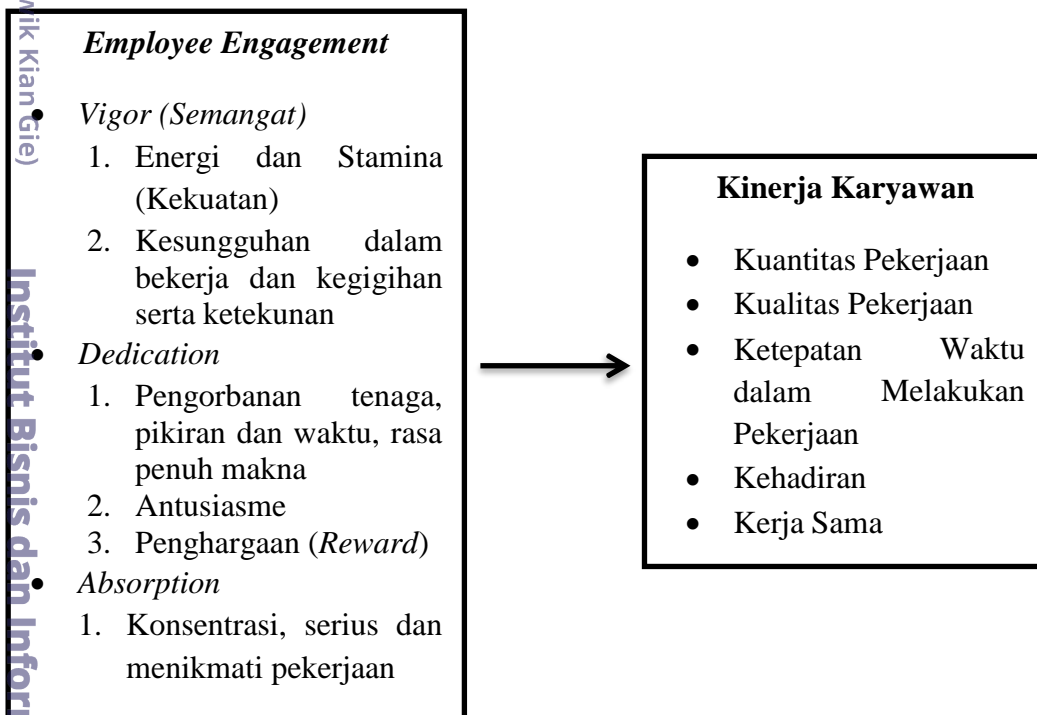 Employee Engagement
• Vigor (Semangat)
1. Energi dan Stamina
(Kekuatan)
2. Kesungguhan dalam
bekerja dan kegigihan
serta ketekunan
• Dedication
1. Pengorbanan tenaga,
pikiran dan waktu, rasa
penuh makna
2. Antusiasme
3. Penghargaan (Reward)
• Absorption
1. Konsentrasi, serius dan
menikmati pekerjaan
Kinerja Karyawan
• Kuantitas Pekerjaan
• Kualitas Pekerjaan
• Ketepatan Waktu
dalam Melakukan
Pekerjaan
• Kehadiran
• Kerja Sama
Kian Gie)
Institut Bisnis dan